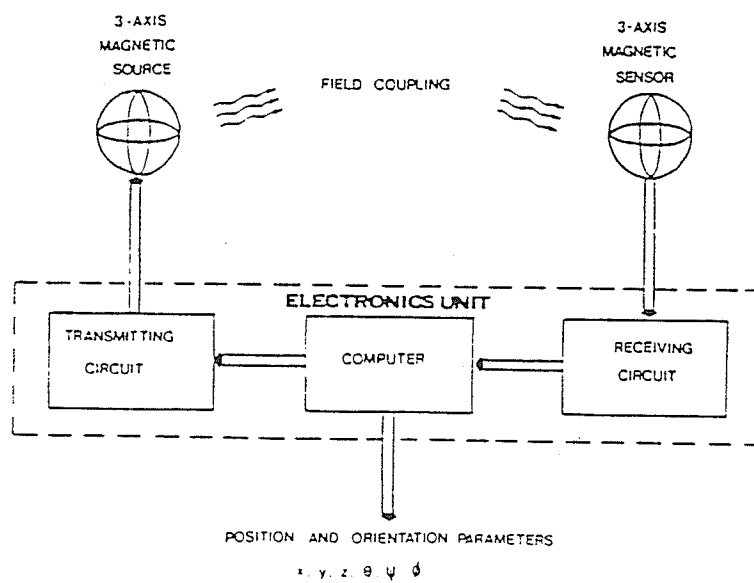 3-AXIS
MAGNETIC
SOURCE
FIELD COUPLING
3-AXIS
MAGNETIC
SENSOR
ELECTRONICS UNIT
TRANSMITTING
CIRCUIT
COMPUTER
RECEIVING
CIRCUIT
POSITION AND ORIENTATION PARAMETERS
x, y, z, θ, ψ, ϕ